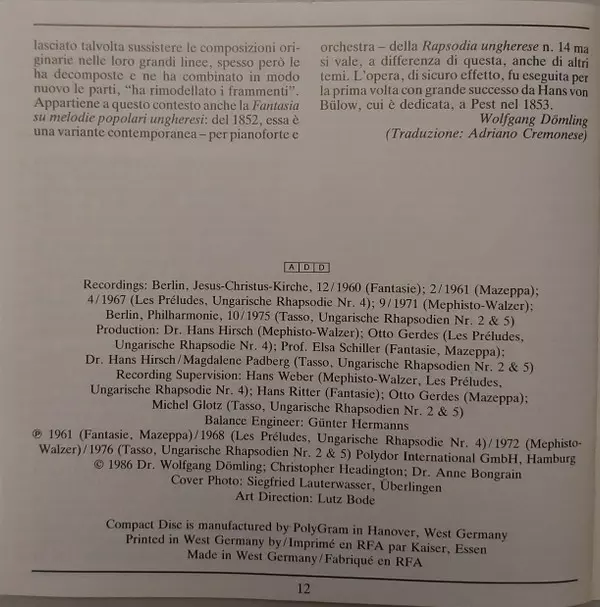 lasciato talvolta sussistere le composizioni ori-
ginarie nelle loro grandi linee, spesso però le
ha decomposte e ne ha combinato in modo
nuovo le parti, “ha rimodellato i frammenti”.
Appartiene a questo contesto anche la Fantasia
su melodie popolari ungheresi: del 1852, essa è
una variante contemporanea – per pianoforte e
orchestra – della Rapsodia ungherese n. 14 ma
si vale, a differenza di questa, anche di altri
temi. L'opera, di sicuro effetto, fu eseguita per
la prima volta con grande successo da Hans von
Bülow, cui è dedicata, a Pest nel 1853.
Wolfgang Dömling
(Traduzione: Adriano Cremonese)
A D D
Recordings: Berlin, Jesus-Christus-Kirche, 12/1960 (Fantasie); 2/1961 (Mazeppa);
4/1967 (Les Préludes, Ungarische Rhapsodie Nr. 4); 9/1971 (Mephisto-Walzer);
Berlin, Philharmonie, 10/1975 (Tasso, Ungarische Rhapsodien Nr. 2 & 5)
Production: Dr. Hans Hirsch (Mephisto-Walzer); Otto Gerdes (Les Préludes,
Ungarische Rhapsodie Nr. 4); Prof. Elsa Schiller (Fantasie, Mazeppa);
Dr. Hans Hirsch/Magdalene Padberg (Tasso, Ungarische Rhapsodien Nr. 2 & 5)
Recording Supervision: Hans Weber (Mephisto-Walzer, Les Préludes,
Ungarische Rhapsodie Nr. 4); Hans Ritter (Fantasie); Otto Gerdes (Mazeppa);
Michel Glotz (Tasso, Ungarische Rhapsodien Nr. 2 & 5)
Balance Engineer: Günter Hermanns
℗ 1961 (Fantasie, Mazeppa)/1968 (Les Préludes, Ungarische Rhapsodie Nr. 4)/1972 (Mephisto-
Walzer)/1976 (Tasso, Ungarische Rhapsodien Nr. 2 & 5) Polydor International GmbH, Hamburg
© 1986 Dr. Wolfgang Dömling; Christopher Headington; Dr. Anne Bongrain
Cover Photo: Siegfried Lauterwasser, Überlingen
Art Direction: Lutz Bode
Compact Disc is manufactured by PolyGram in Hanover, West Germany
Printed in West Germany by/Imprimé en RFA par Kaiser, Essen
Made in West Germany/Fabriqué en RFA
12